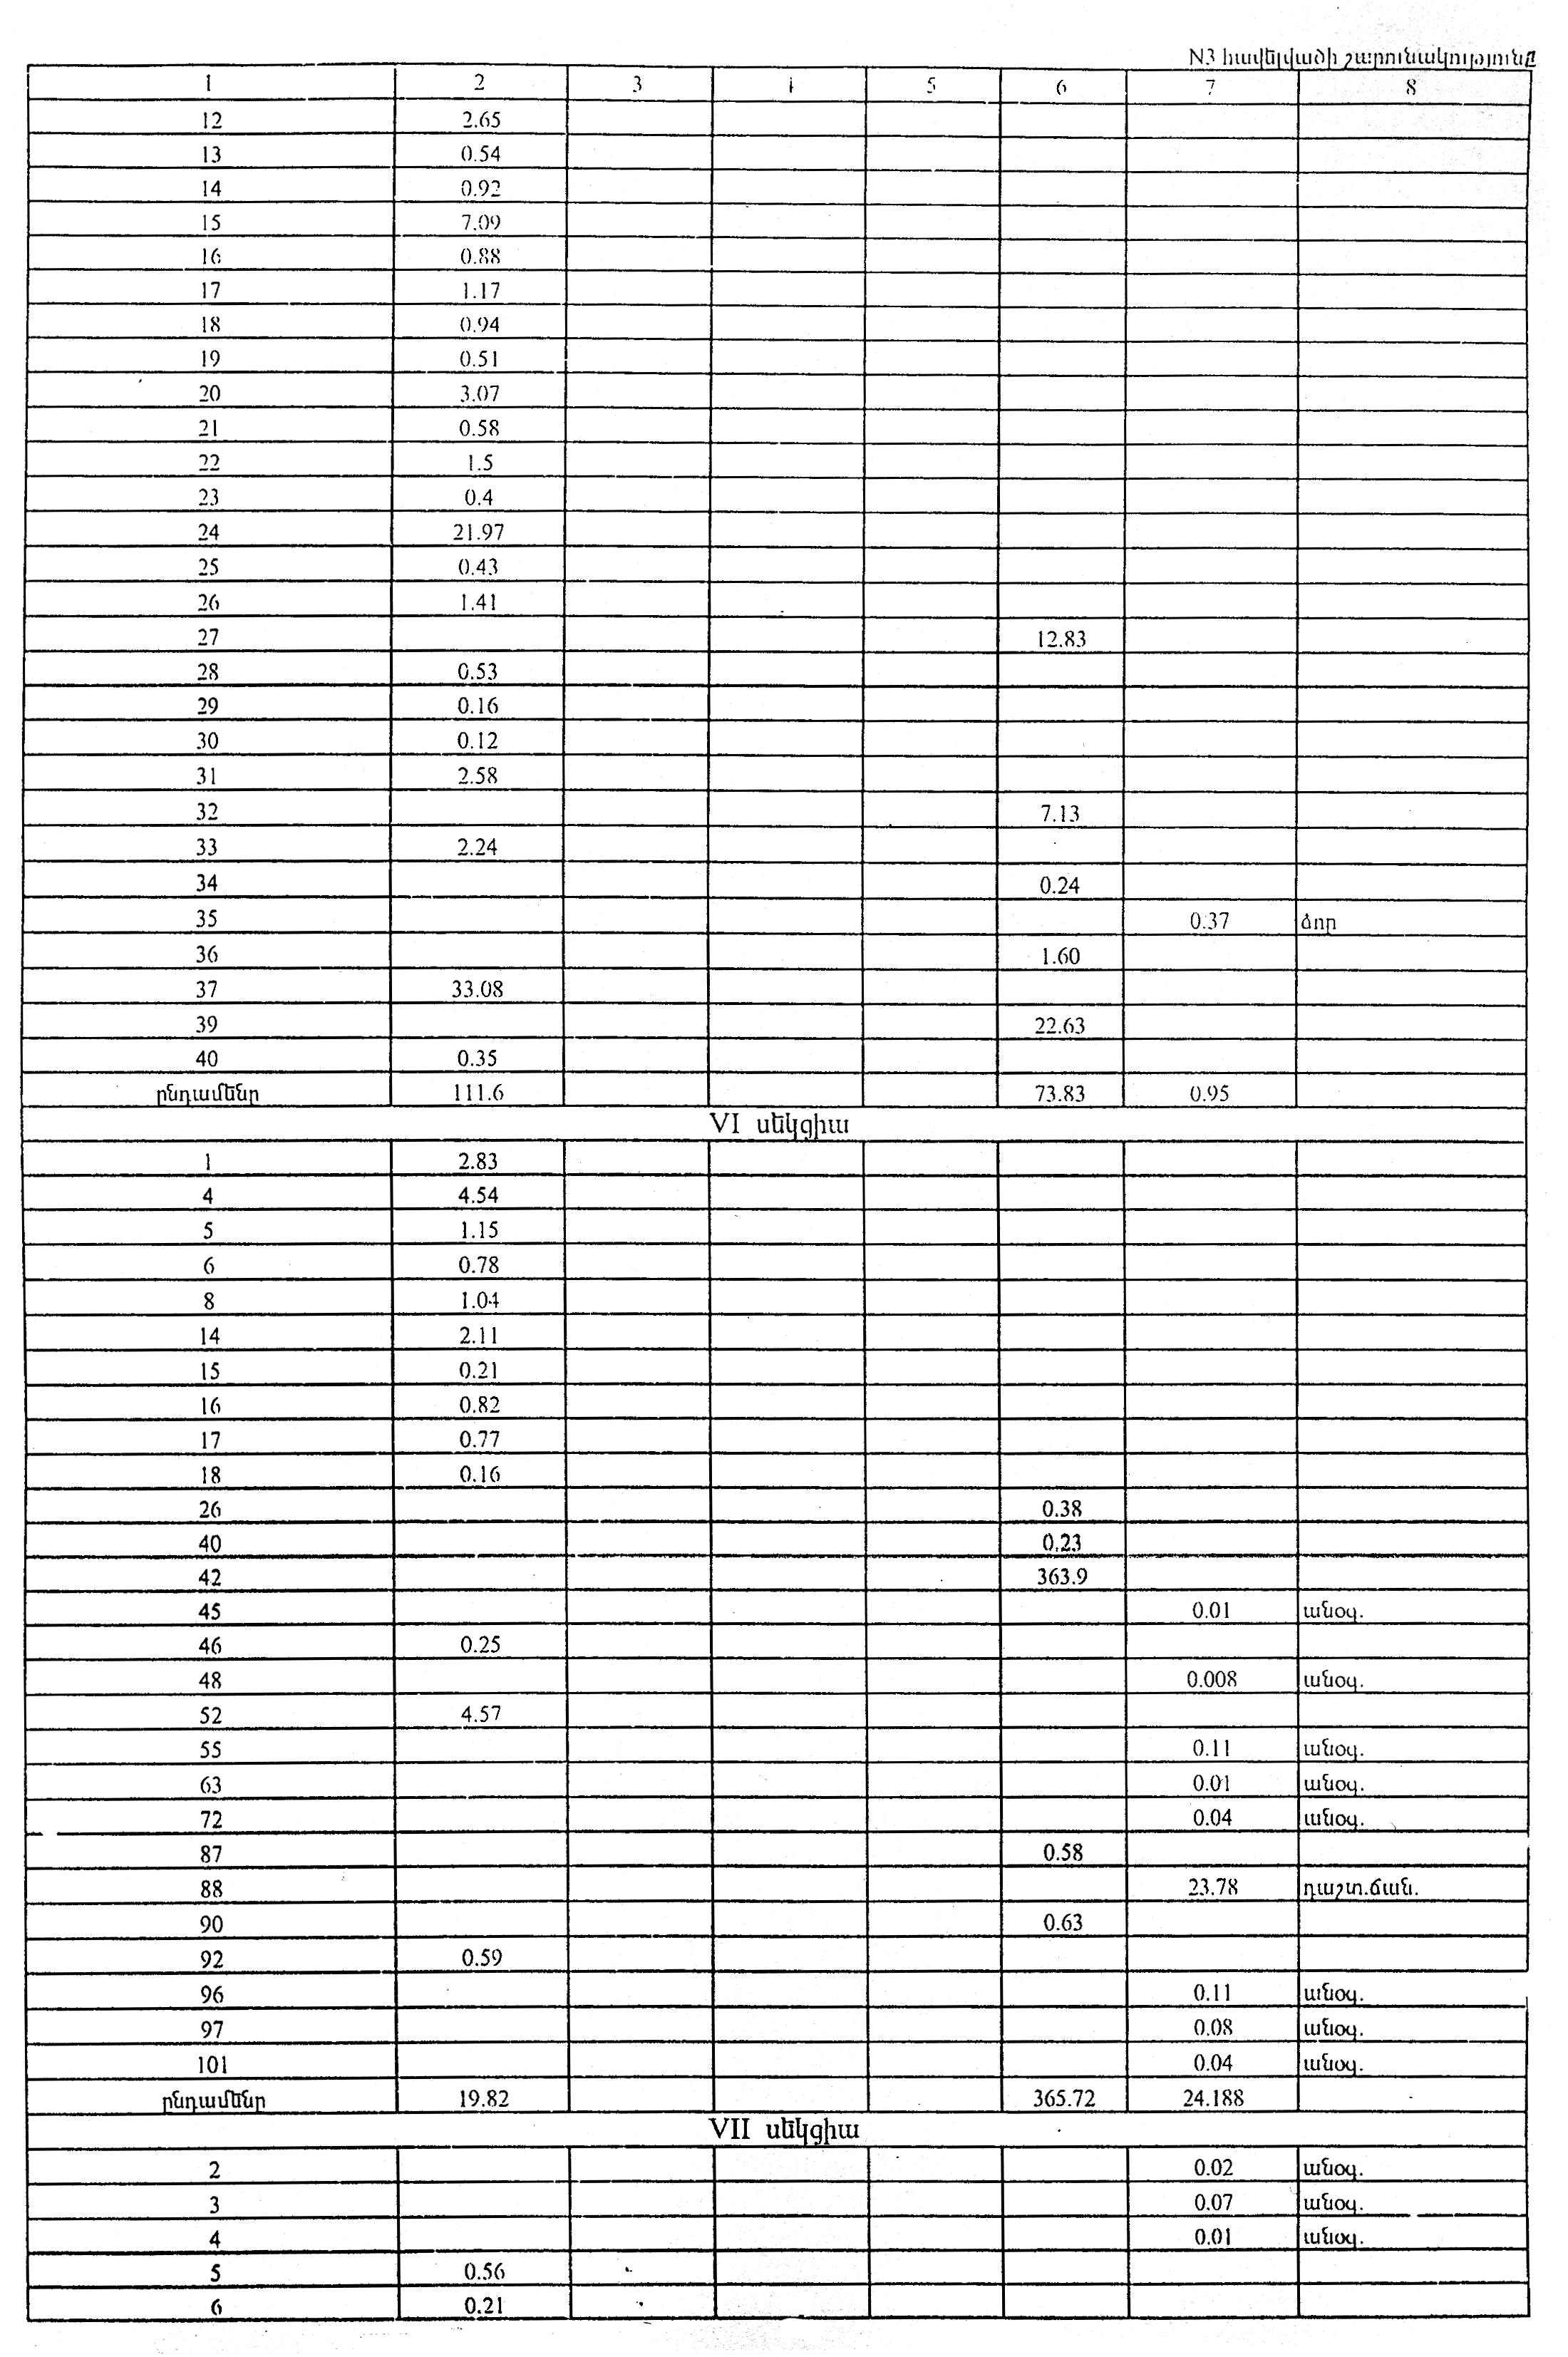 N3 հավելվածի շարունակությունը
1 2 3 4 5 6 7 8
12 2.65
13 0.54
14 0.92
15 7.09
16 0.88
17 1.17
18 0.94
19 0.51
20 3.07
21 0.58
22 1.5
23 0.4
24 21.97
25 0.43
26 1.41
27 12.83
28 0.53
29 0.16
30 0.12
31 2.58
32 7.13
33 2.24
34 0.24
35 0.37 ձոր
36 1.60
37 33.08
39 22.63
40 0.35
ընդամենը 111.6 73.83 0.95
VI սեկցիա
1 2.83
4 4.54
5 1.15
6 0.78
8 1.04
14 2.11
15 0.21
16 0.82
17 0.77
18 0.16
26 0.38
40 0.23
42 363.9
45 0.01 անօգ.
46 0.25
48 0.008 անօգ.
52 4.57
55 0.11 անօգ.
63 0.01 անօգ.
72 0.04 անօգ.
87 0.58
88 23.78 դաշտ.ճան.
90 0.63
92 0.59
96 0.11 անօգ.
97 0.08 անօգ.
101 0.04 անօգ.
ընդամենը 19.82 365.72 24.188
VII սեկցիա
2 0.02 անօգ.
3 0.07 անօգ.
4 0.01 անօգ.
5 0.56
6 0.21